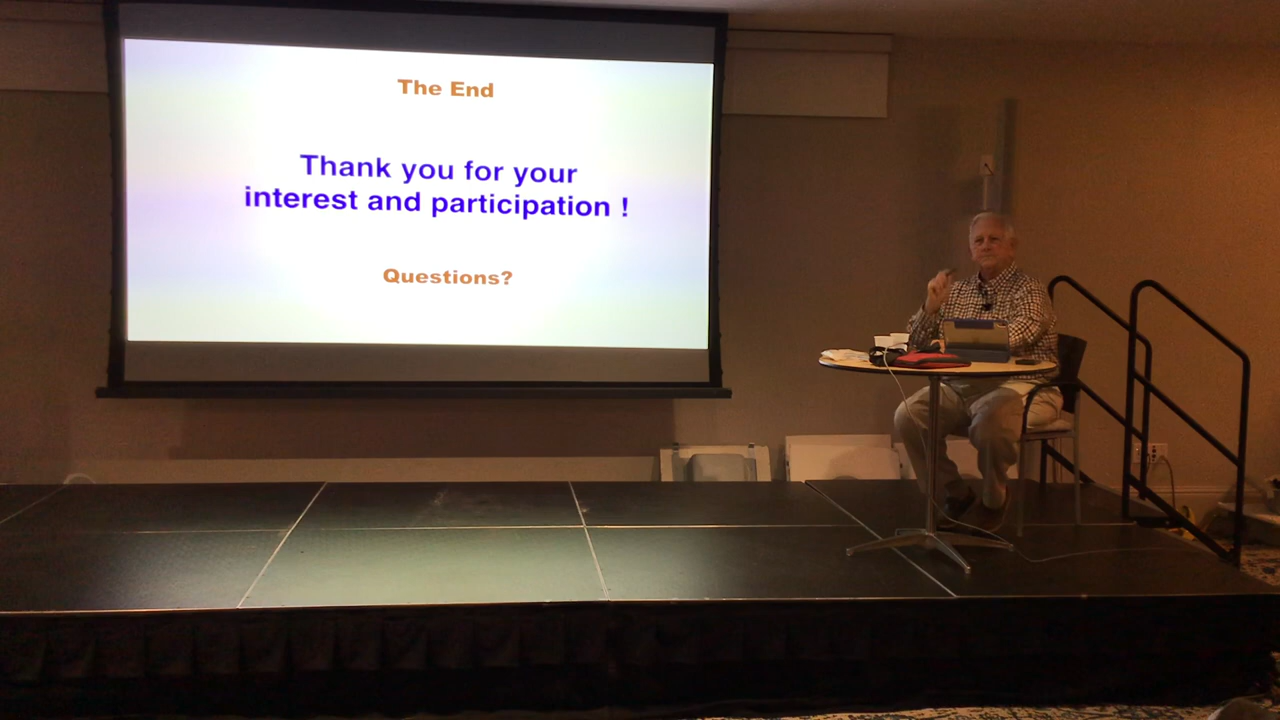 The End
Thank you for your
interest and participation !
Questions?